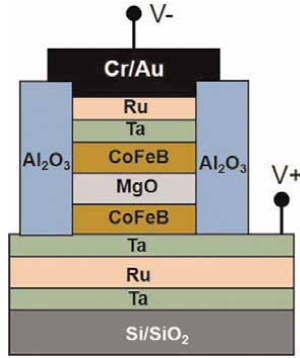 V-
Cr/Au
Ru
Ta
Al₂O₃ CoFeB Al₂O₃
MgO
V+
CoFeB
Ta
Ru
Ta
Si/SiO₂